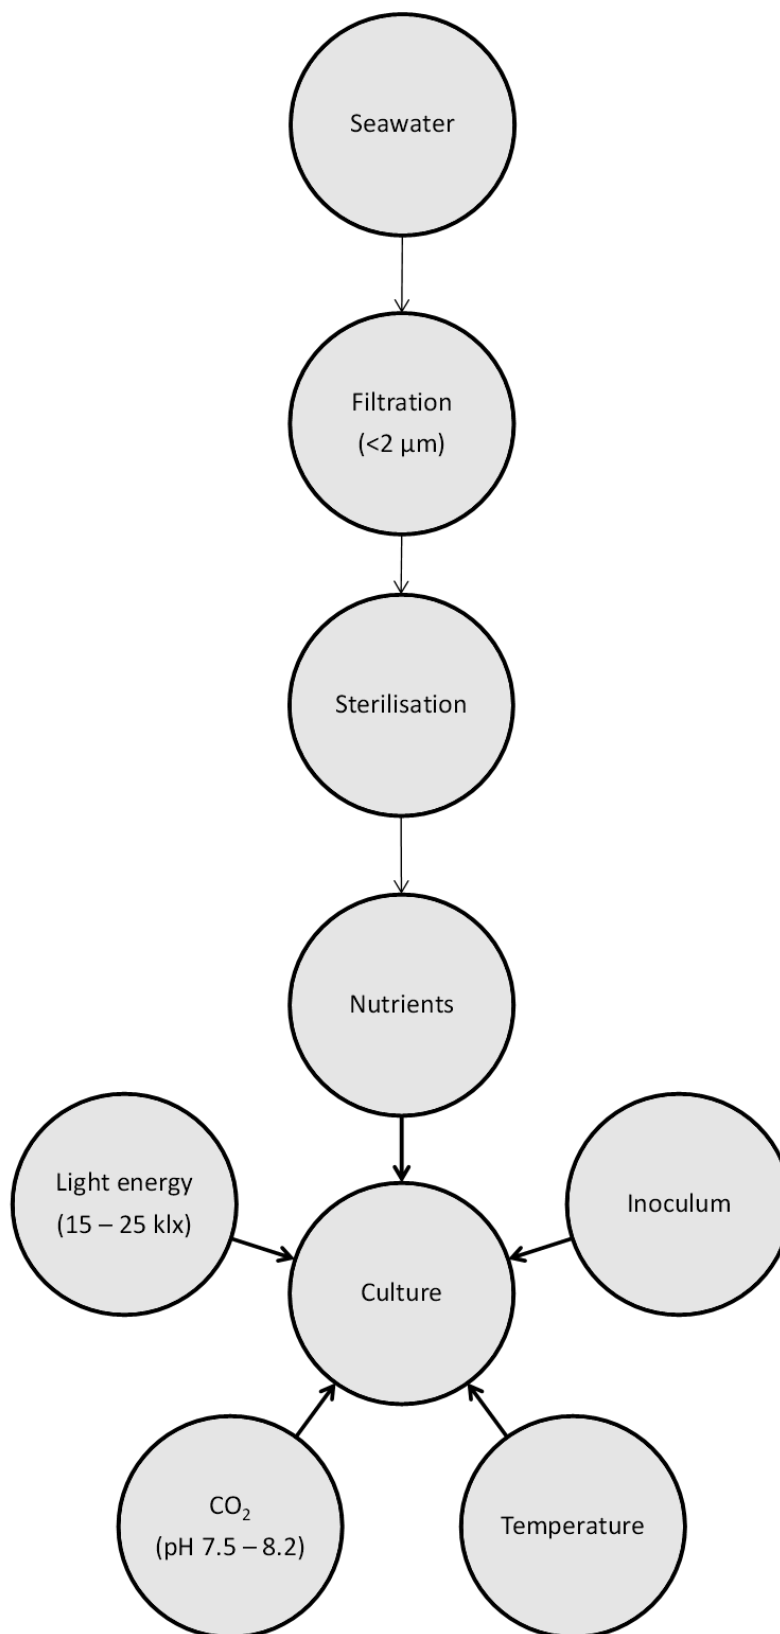 Seawater
Filtration
(<2 µm)
Sterilisation
Nutrients
Light energy
(15 – 25 klx)
Inoculum
Culture
CO₂
(pH 7.5 – 8.2)
Temperature